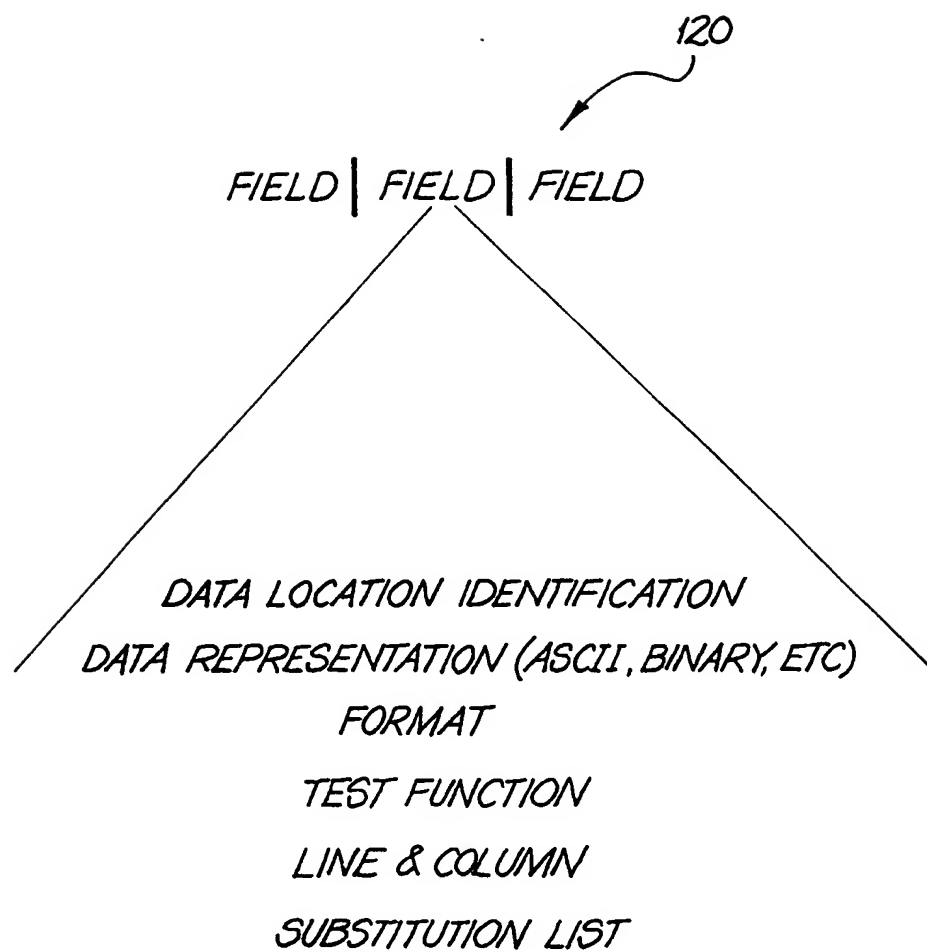 120
FIELD | FIELD | FIELD
DATA LOCATION IDENTIFICATION
DATA REPRESENTATION (ASCII, BINARY, ETC)
FORMAT
TEST FUNCTION
LINE & COLUMN
SUBSTITUTION LIST